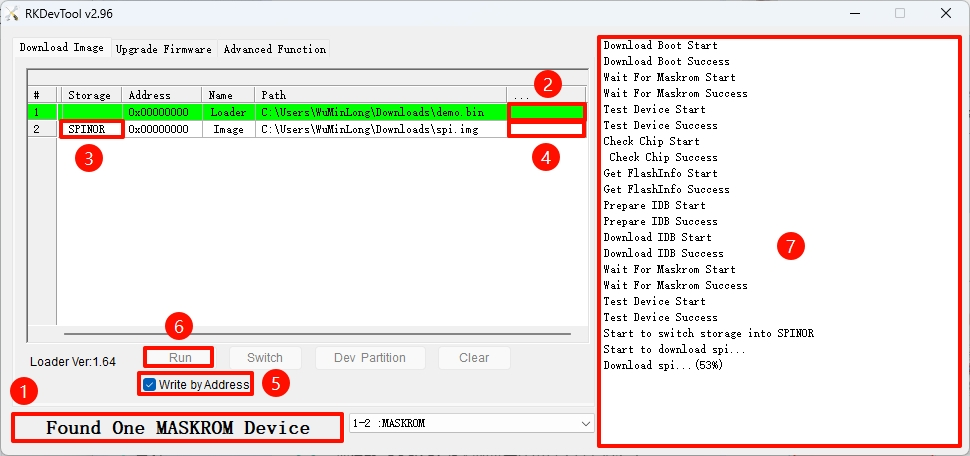 RKDevTool v2.96
Download Image Upgrade Firmware Advanced Function
2
# Storage Address Name Path ...
1 0x00000000 Loader C:\Users\WuMinLong\Downloads\demo.bin
2 SPINOR 0x00000000 Image C:\Users\WuMinLong\Downloads\spi.img
3
4
6
Loader Ver:1.64 Run Switch Dev Partition Clear
Write by Address 5
1
Found One MASKROM Device 1-2 :MASKROM
Download Boot Start
Download Boot Success
Wait For Maskrom Start
Wait For Maskrom Success
Test Device Start
Test Device Success
Check Chip Start
Check Chip Success
Get FlashInfo Start
Get FlashInfo Success
Prepare IDB Start
Prepare IDB Success
Download IDB Start
7
Download IDB Success
Wait For Maskrom Start
Wait For Maskrom Success
Test Device Start
Test Device Success
Start to switch storage into SPINOR
Start to download spi...
Download spi...(53%)